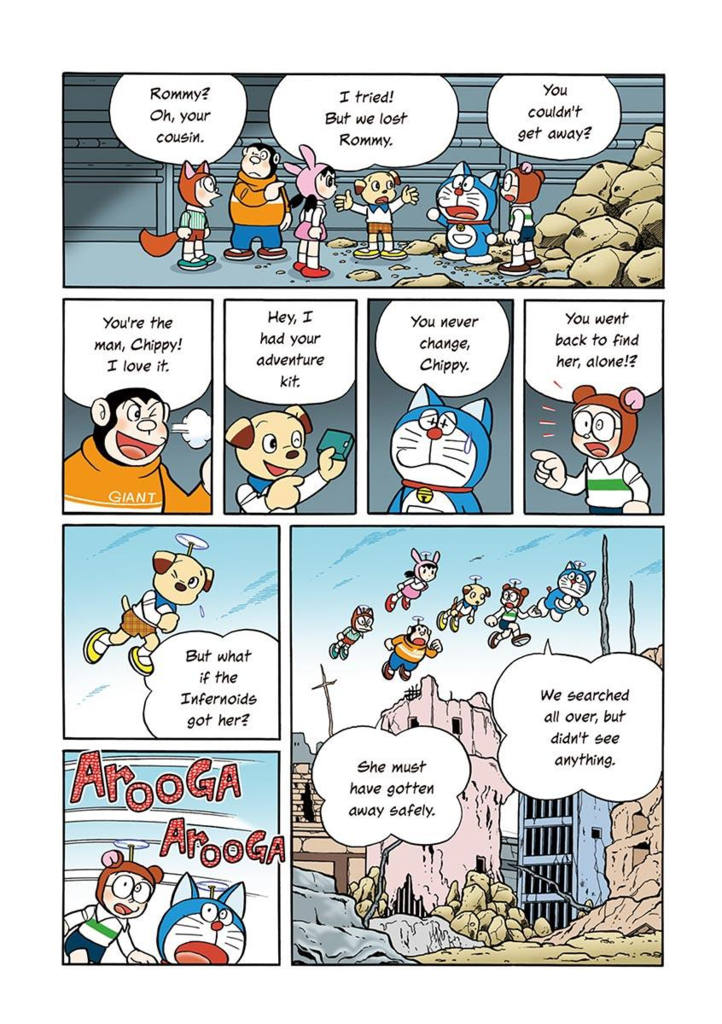 Rommy?
Oh, your
cousin.
I tried!
But we lost
Rommy.
You
couldn't
get away?
You're the
man, Chippy!
I love it.
GIANT
Hey, I
had your
adventure
kit.
You never
change,
Chippy.
You went
back to find
her, alone!?
But what
if the
Infernoids
got her?
We searched
all over, but
didn't see
anything.
She must
have gotten
away safely.
AROOGA
AROOGA